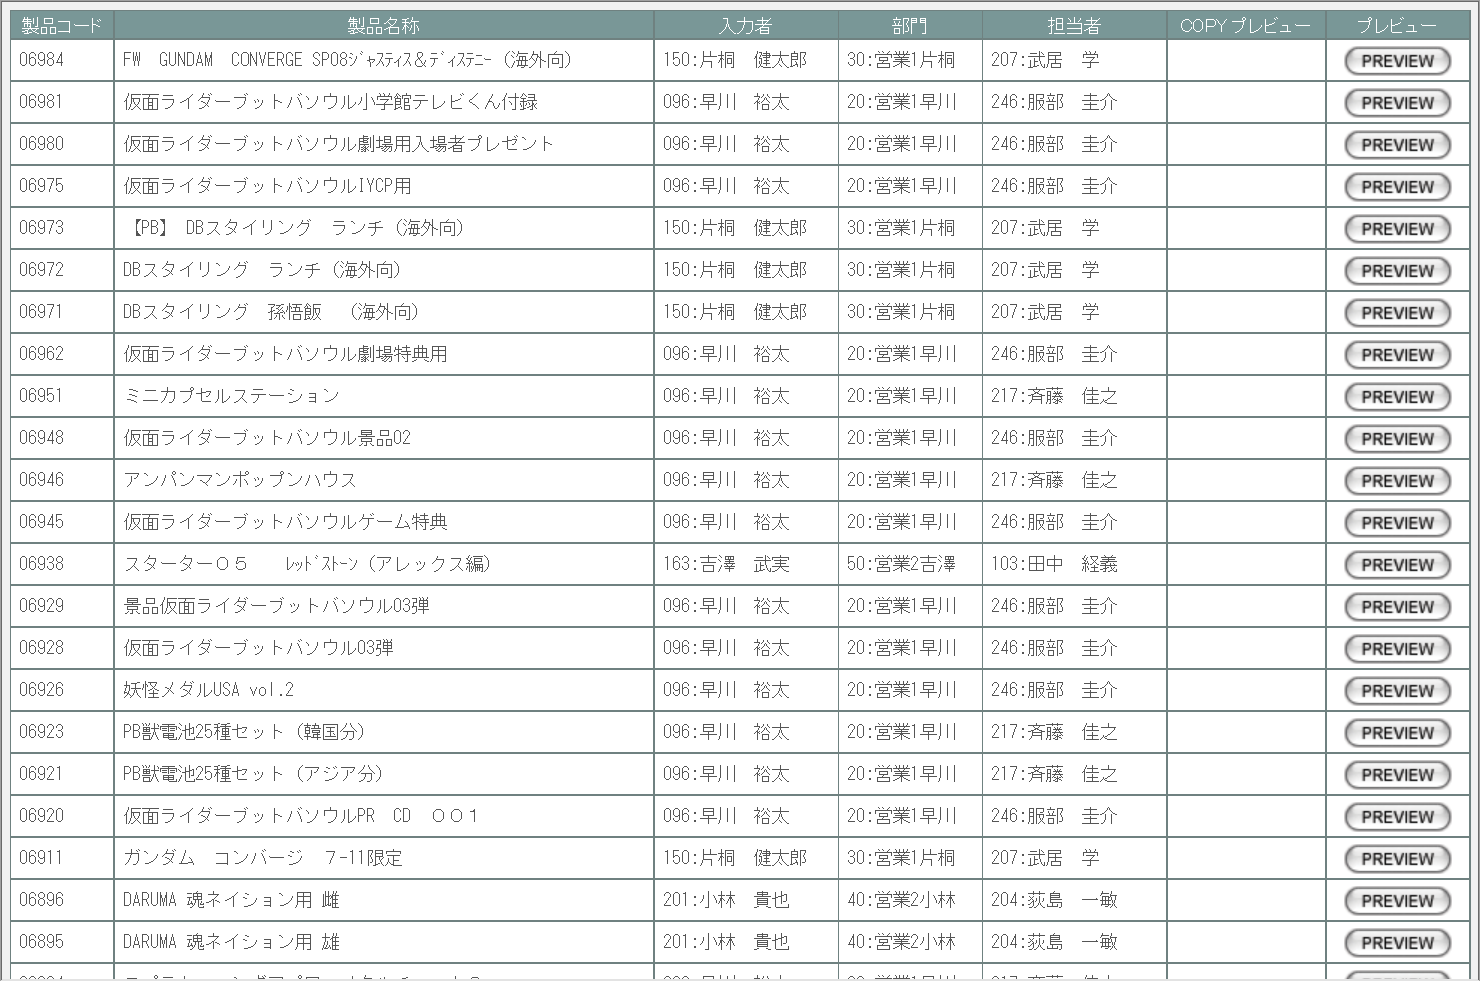 製品コード 製品名称 入力者 部門 担当者 COPYプレビュー プレビュー
06984 FW　GUNDAM　CONVERGE SP08ｼﾞｬｽﾃｨｽ＆ﾃﾞｨｽﾃﾆｰ（海外向） 150:片桐　健太郎 30:営業1片桐 207:武居　学 PREVIEW
06981 仮面ライダーブットバソウル小学館テレビくん付録 096:早川　裕太 20:営業1早川 246:服部　圭介 PREVIEW
06980 仮面ライダーブットバソウル劇場用入場者プレゼント 096:早川　裕太 20:営業1早川 246:服部　圭介 PREVIEW
06975 仮面ライダーブットバソウルIYCP用 096:早川　裕太 20:営業1早川 246:服部　圭介 PREVIEW
06973 【PB】 DBスタイリング　ランチ（海外向） 150:片桐　健太郎 30:営業1片桐 207:武居　学 PREVIEW
06972 DBスタイリング　ランチ（海外向） 150:片桐　健太郎 30:営業1片桐 207:武居　学 PREVIEW
06971 DBスタイリング　孫悟飯　（海外向） 150:片桐　健太郎 30:営業1片桐 207:武居　学 PREVIEW
06962 仮面ライダーブットバソウル劇場特典用 096:早川　裕太 20:営業1早川 246:服部　圭介 PREVIEW
06951 ミニカプセルステーション 096:早川　裕太 20:営業1早川 217:斉藤　佳之 PREVIEW
06948 仮面ライダーブットバソウル景品02 096:早川　裕太 20:営業1早川 246:服部　圭介 PREVIEW
06946 アンパンマンポップンハウス 096:早川　裕太 20:営業1早川 217:斉藤　佳之 PREVIEW
06945 仮面ライダーブットバソウルゲーム特典 096:早川　裕太 20:営業1早川 246:服部　圭介 PREVIEW
06938 スターター０５　　ﾚｯﾄﾞｽﾄｰﾝ（アレックス編） 163:吉澤　武実 50:営業2吉澤 103:田中　経義 PREVIEW
06929 景品仮面ライダーブットバソウル03弾 096:早川　裕太 20:営業1早川 246:服部　圭介 PREVIEW
06928 仮面ライダーブットバソウル03弾 096:早川　裕太 20:営業1早川 246:服部　圭介 PREVIEW
06926 妖怪メダルUSA vol.2 096:早川　裕太 20:営業1早川 246:服部　圭介 PREVIEW
06923 PB獣電池25種セット（韓国分） 096:早川　裕太 20:営業1早川 217:斉藤　佳之 PREVIEW
06921 PB獣電池25種セット（アジア分） 096:早川　裕太 20:営業1早川 217:斉藤　佳之 PREVIEW
06920 仮面ライダーブットバソウルPR　CD　００１ 096:早川　裕太 20:営業1早川 246:服部　圭介 PREVIEW
06911 ガンダム　コンバージ　７-11限定 150:片桐　健太郎 30:営業1片桐 207:武居　学 PREVIEW
06896 DARUMA 魂ネイション用 雌 201:小林　貴也 40:営業2小林 204:荻島　一敏 PREVIEW
06895 DARUMA 魂ネイション用 雄 201:小林　貴也 40:営業2小林 204:荻島　一敏 PREVIEW